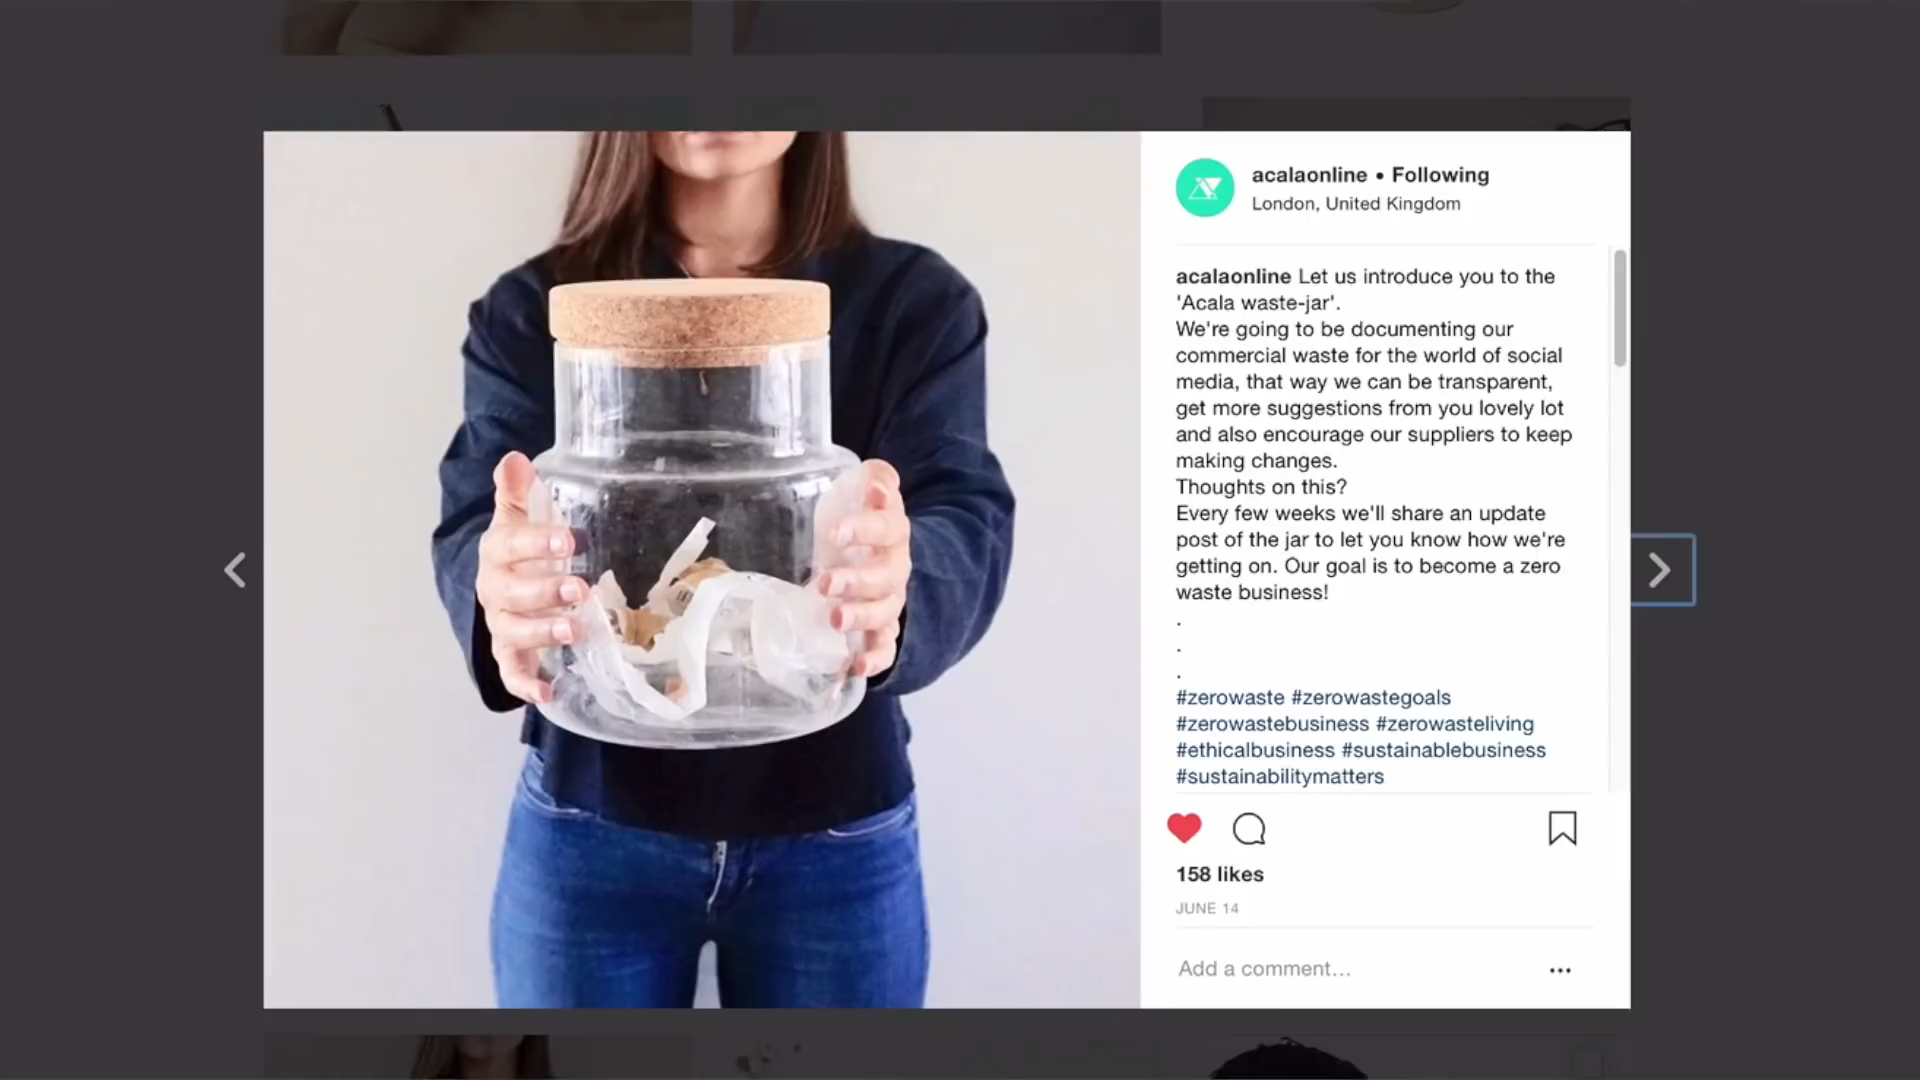 acalaonline • Following
London, United Kingdom
acalaonline Let us introduce you to the
'Acala waste-jar'.
We're going to be documenting our
commercial waste for the world of social
media, that way we can be transparent,
get more suggestions from you lovely lot
and also encourage our suppliers to keep
making changes.
Thoughts on this?
Every few weeks we'll share an update
post of the jar to let you know how we're
getting on. Our goal is to become a zero
waste business!
.
.
.
#zerowaste #zerowastegoals
#zerowastebusiness #zerowasteliving
#ethicalbusiness #sustainablebusiness
#sustainabilitymatters
158 likes
JUNE 14
Add a comment...